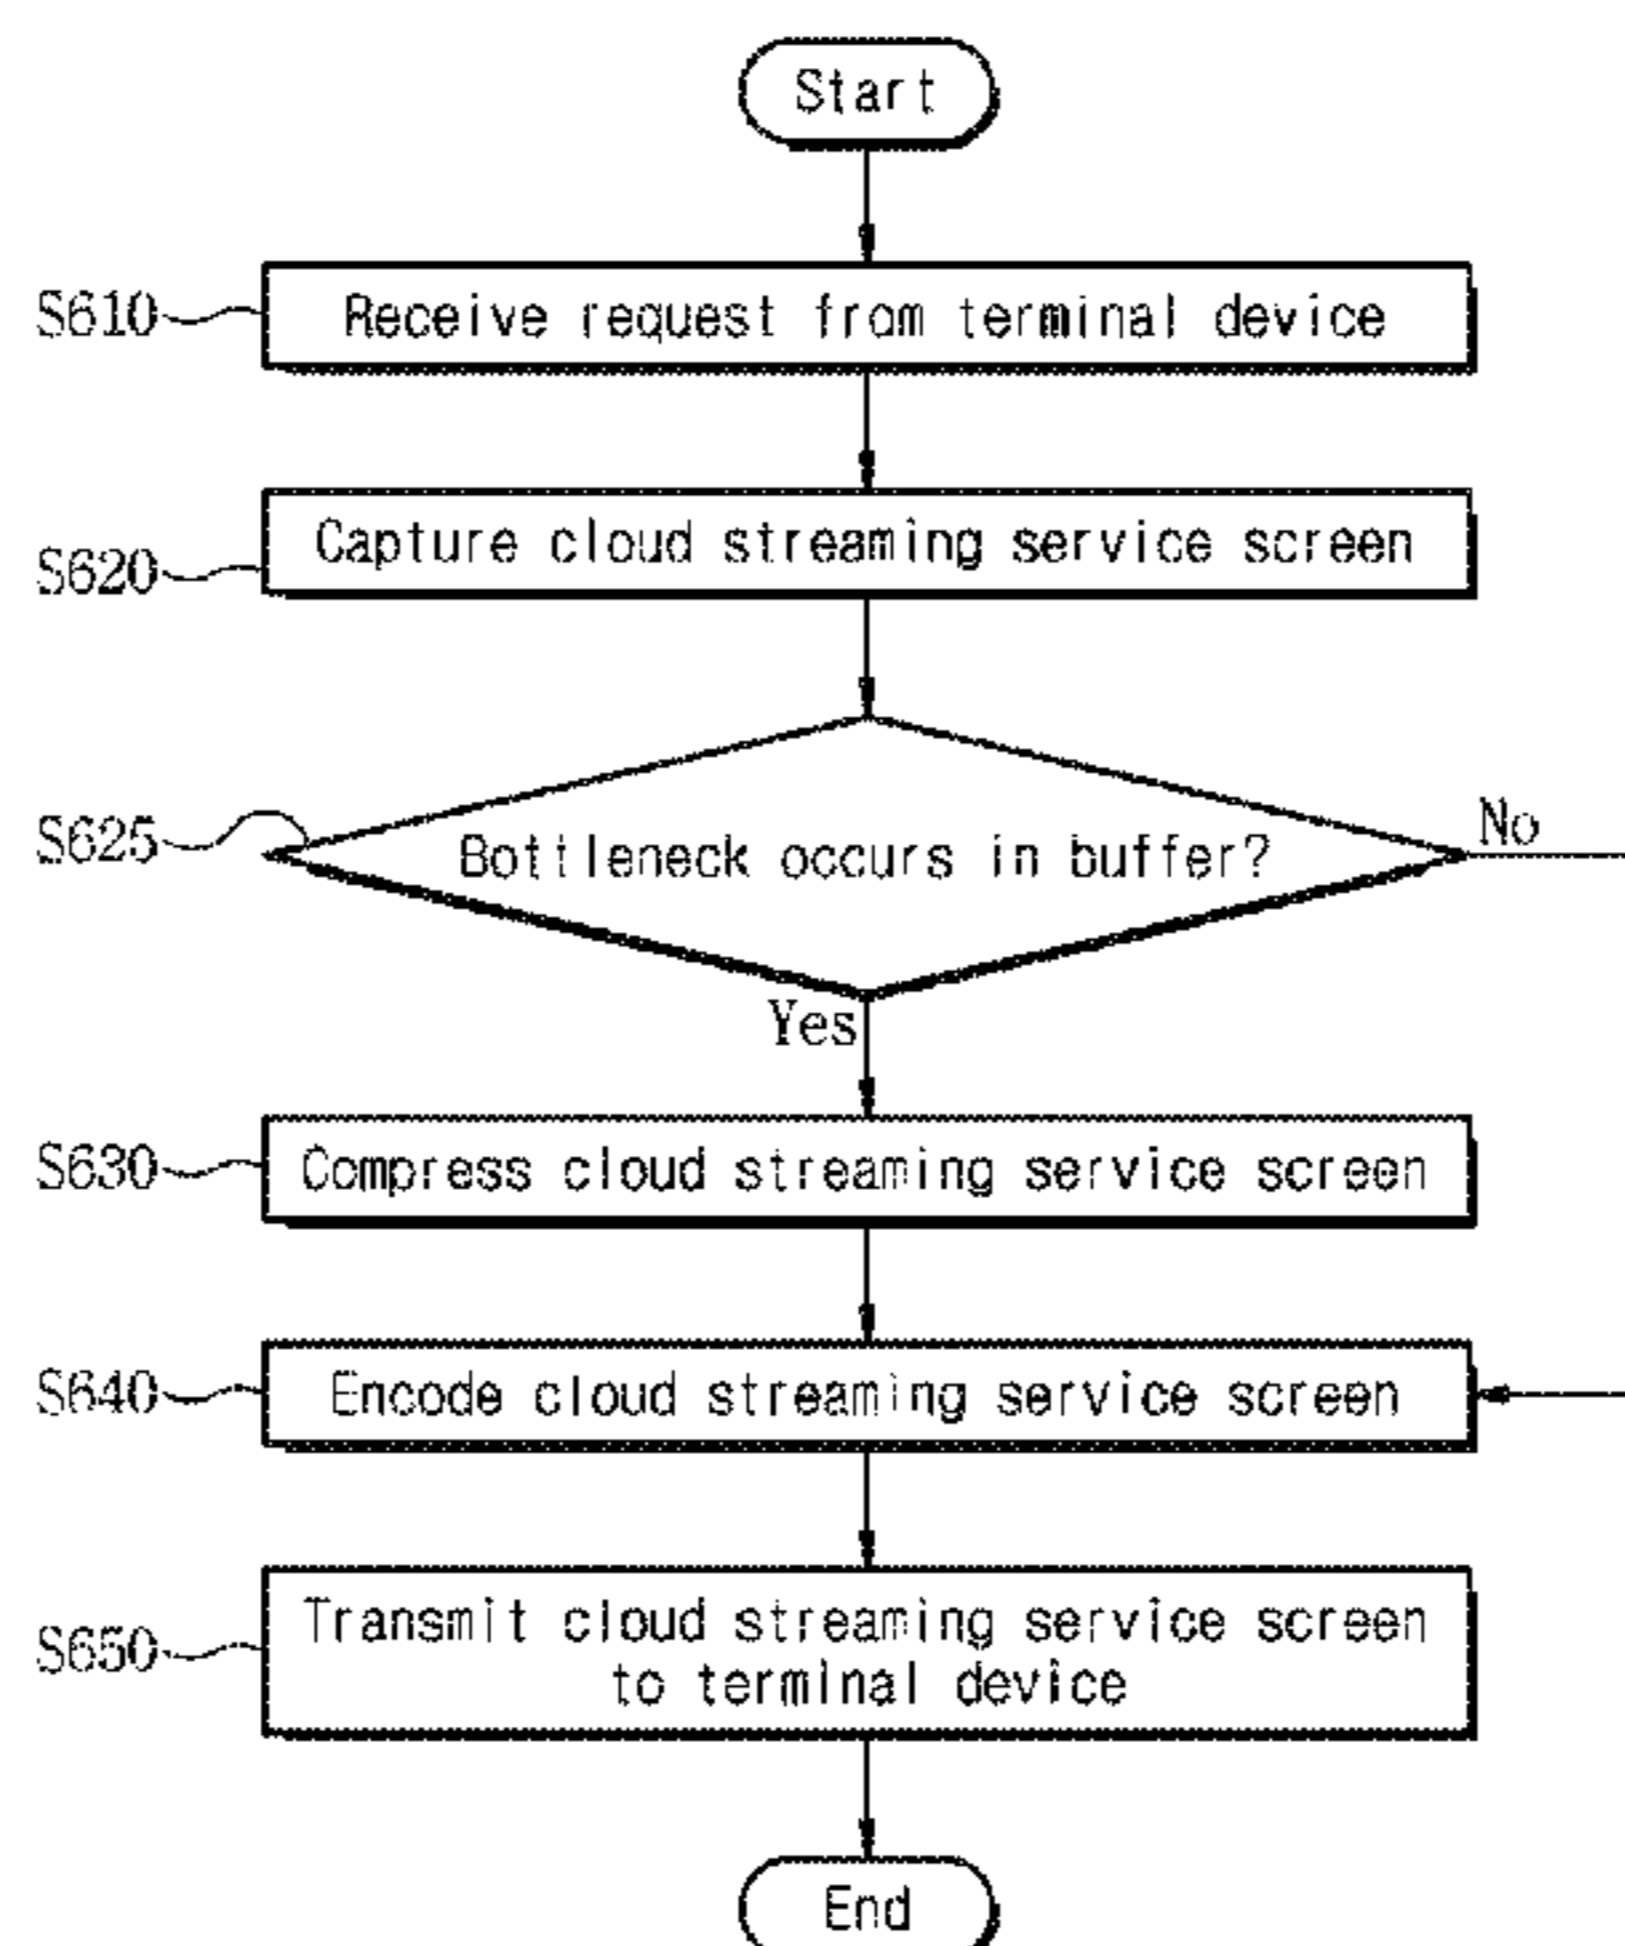 Start
S610
Receive request from terminal device
S620
Capture cloud streaming service screen
S625
Bottleneck occurs in buffer?
No
Yes
S630
Compress cloud streaming service screen
S640
Encode cloud streaming service screen
S650
Transmit cloud streaming service screen
to terminal device
End